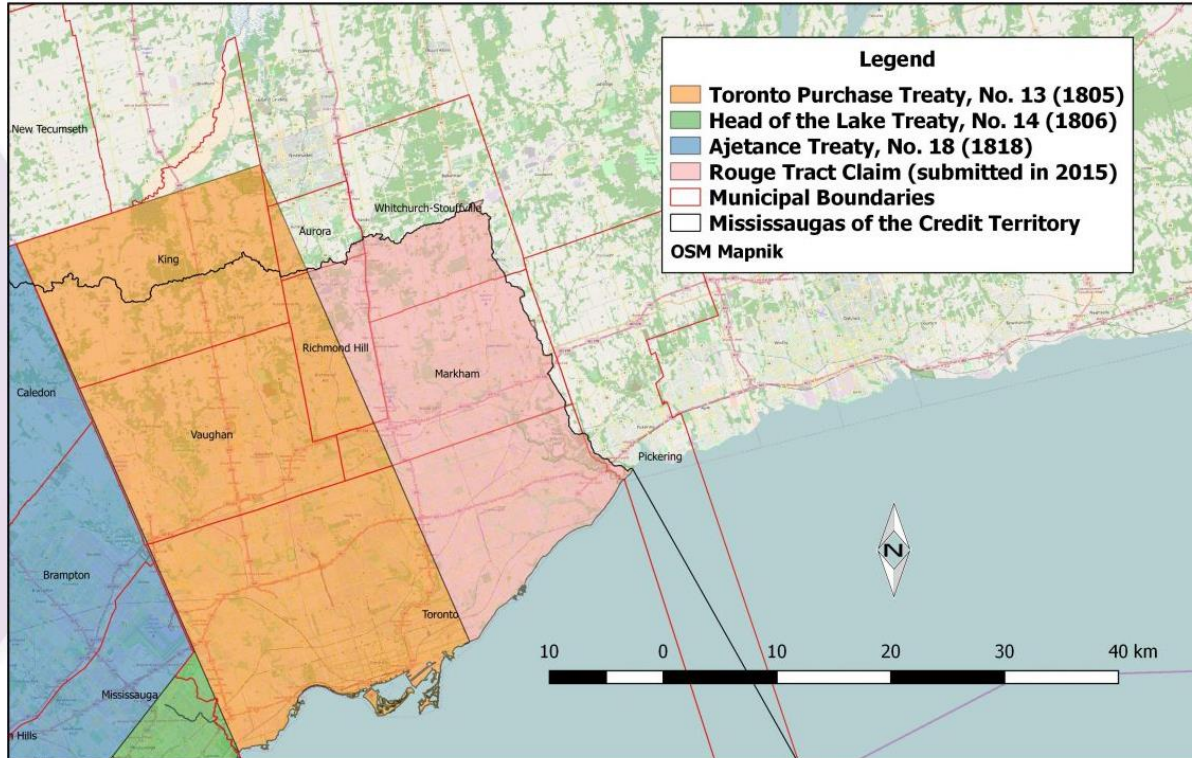 Legend
Toronto Purchase Treaty, No. 13 (1805)
Head of the Lake Treaty, No. 14 (1806)
Ajetance Treaty, No. 18 (1818)
Rouge Tract Claim (submitted in 2015)
Municipal Boundaries
Mississaugas of the Credit Territory
OSM Mapnik
New Tecumseth
Whitchurch-Stouffville
Aurora
King
Richmond Hill
Markham
Caledon
Vaughan
Pickering
Brampton
Toronto
Mississauga
Hills
N
10 0 10 20 30 40 km